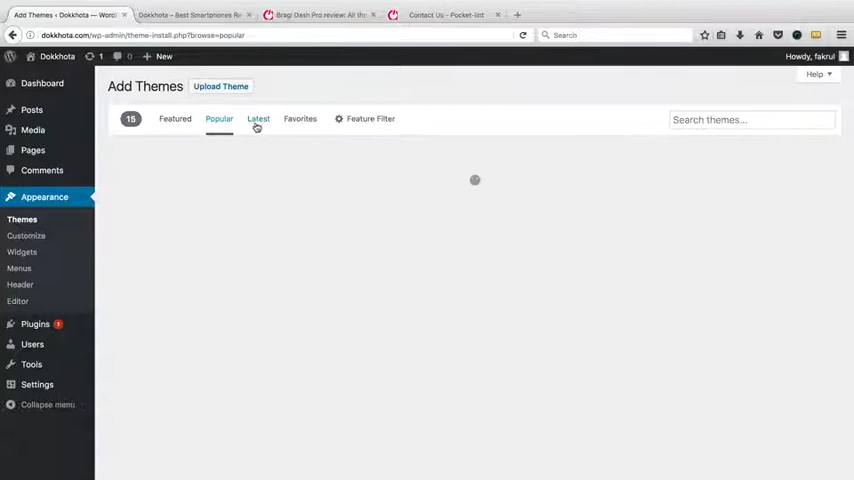 Add Themes ‹ Dokkhota — Word
Dokkhota – Best Smartphones Re
Bragi Dash Pro review: All th
Contact Us - Pocket-lint
dokkhota.com/wp-admin/theme-install.php?browse=popular
Search
Dokkhota
1
0
New
Howdy, fakrul
Help
Add Themes
Upload Theme
15
Featured
Popular
Latest
Favorites
Feature Filter
Search themes...
Dashboard
Posts
Media
Pages
Comments
Appearance
Themes
Customize
Widgets
Menus
Header
Editor
Plugins 1
Users
Tools
Settings
Collapse menu